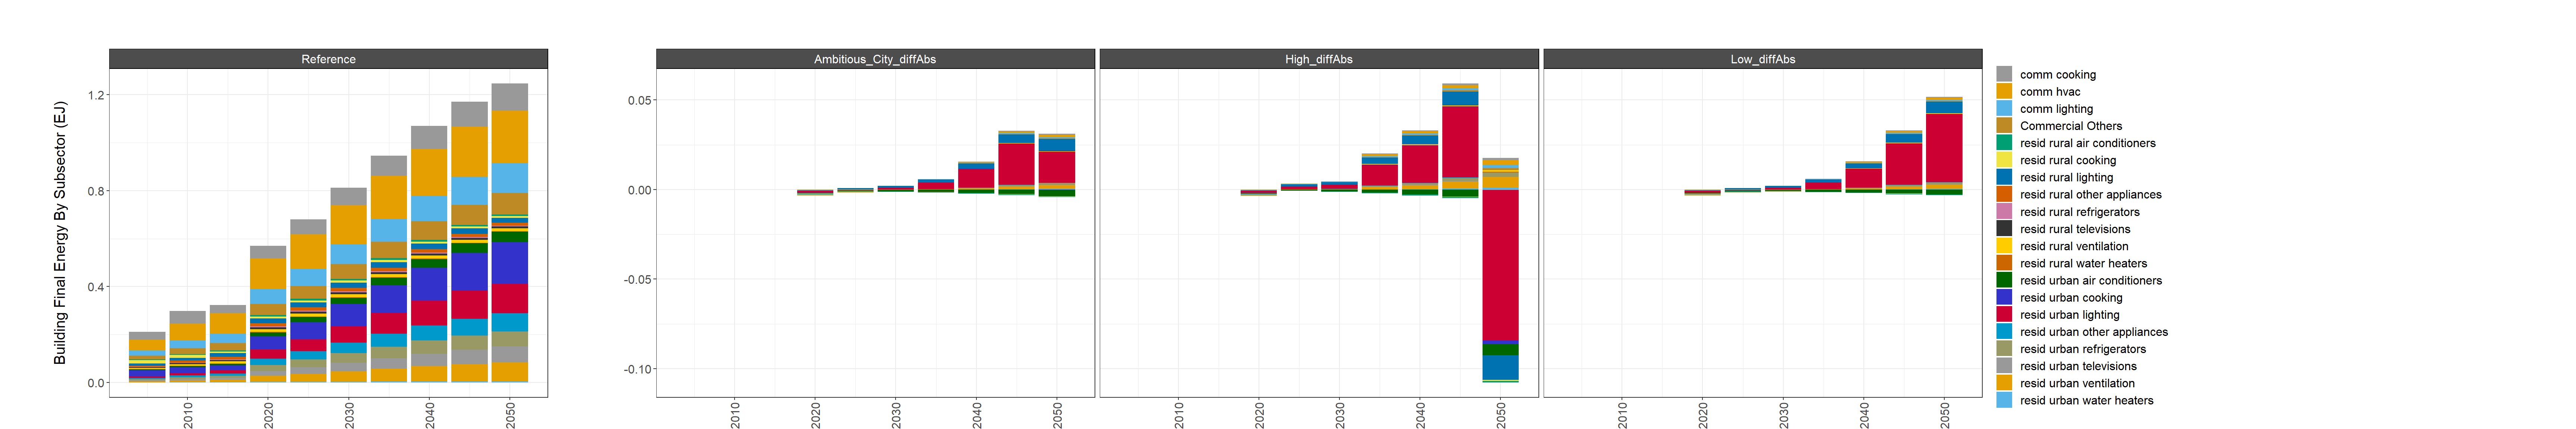 Reference
Ambitious_City_diffAbs
High_diffAbs
Low_diffAbs
Building Final Energy By Subsector (EJ)
1.2
0.8
0.4
0.0
0.05
0.00
-0.05
-0.10
2010
2020
2030
2040
2050
2010
2020
2030
2040
2050
2010
2020
2030
2040
2050
2010
2020
2030
2040
2050
comm cooking
comm hvac
comm lighting
Commercial Others
resid rural air conditioners
resid rural cooking
resid rural lighting
resid rural other appliances
resid rural refrigerators
resid rural televisions
resid rural ventilation
resid rural water heaters
resid urban air conditioners
resid urban cooking
resid urban lighting
resid urban other appliances
resid urban refrigerators
resid urban televisions
resid urban ventilation
resid urban water heaters